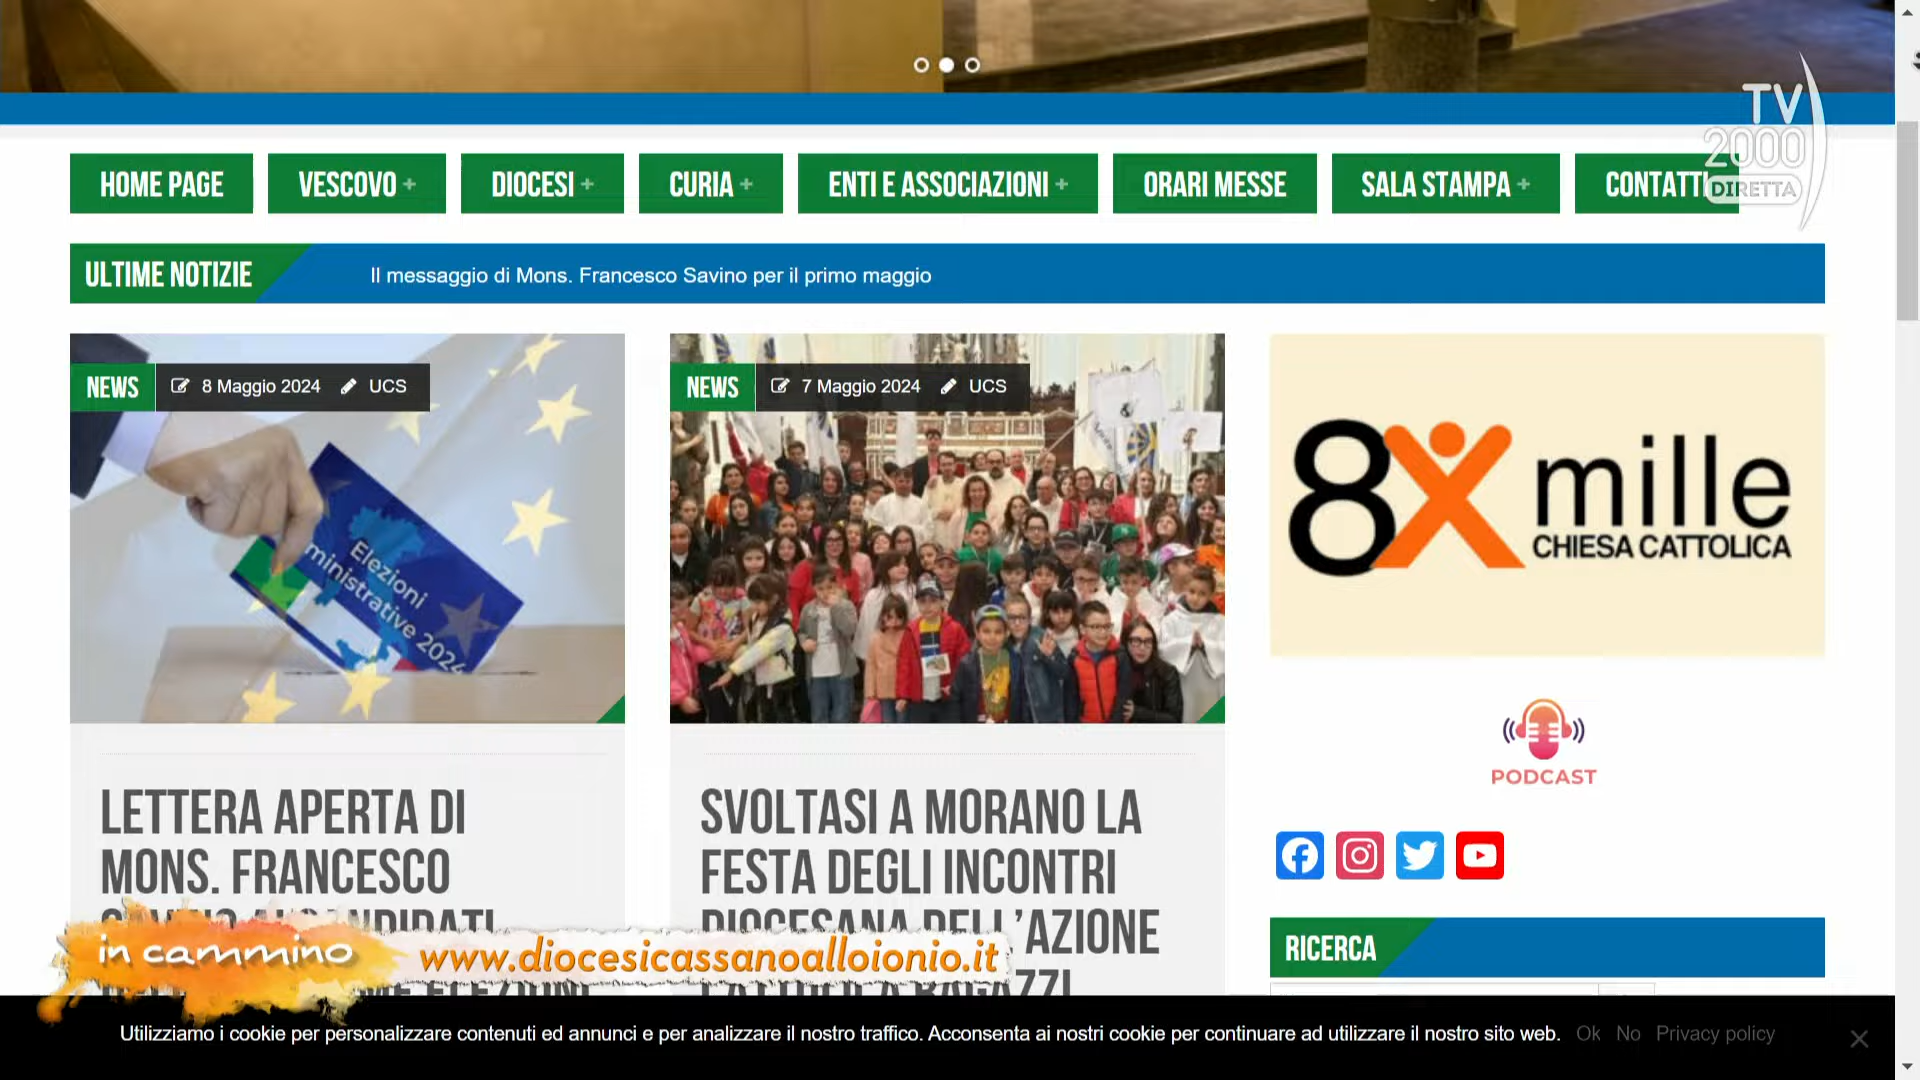 TV
2000
DIRETTA
HOME PAGE
VESCOVO +
DIOCESI +
CURIA +
ENTI E ASSOCIAZIONI +
ORARI MESSE
SALA STAMPA +
CONTATTI
ULTIME NOTIZIE
Il messaggio di Mons. Francesco Savino per il primo maggio
NEWS
8 Maggio 2024
UCS
Elezioni
ministrative 2024
LETTERA APERTA DI
MONS. FRANCESCO
NEWS
7 Maggio 2024
UCS
SVOLTASI A MORANO LA
FESTA DEGLI INCONTRI
DIOCESANA DELL'AZIONE
8X mille
CHIESA CATTOLICA
PODCAST
RICERCA
in cammino
www.diocesicassanoalloionio.it
Utilizziamo i cookie per personalizzare contenuti ed annunci e per analizzare il nostro traffico. Acconsenta ai nostri cookie per continuare ad utilizzare il nostro sito web. Ok No Privacy policy